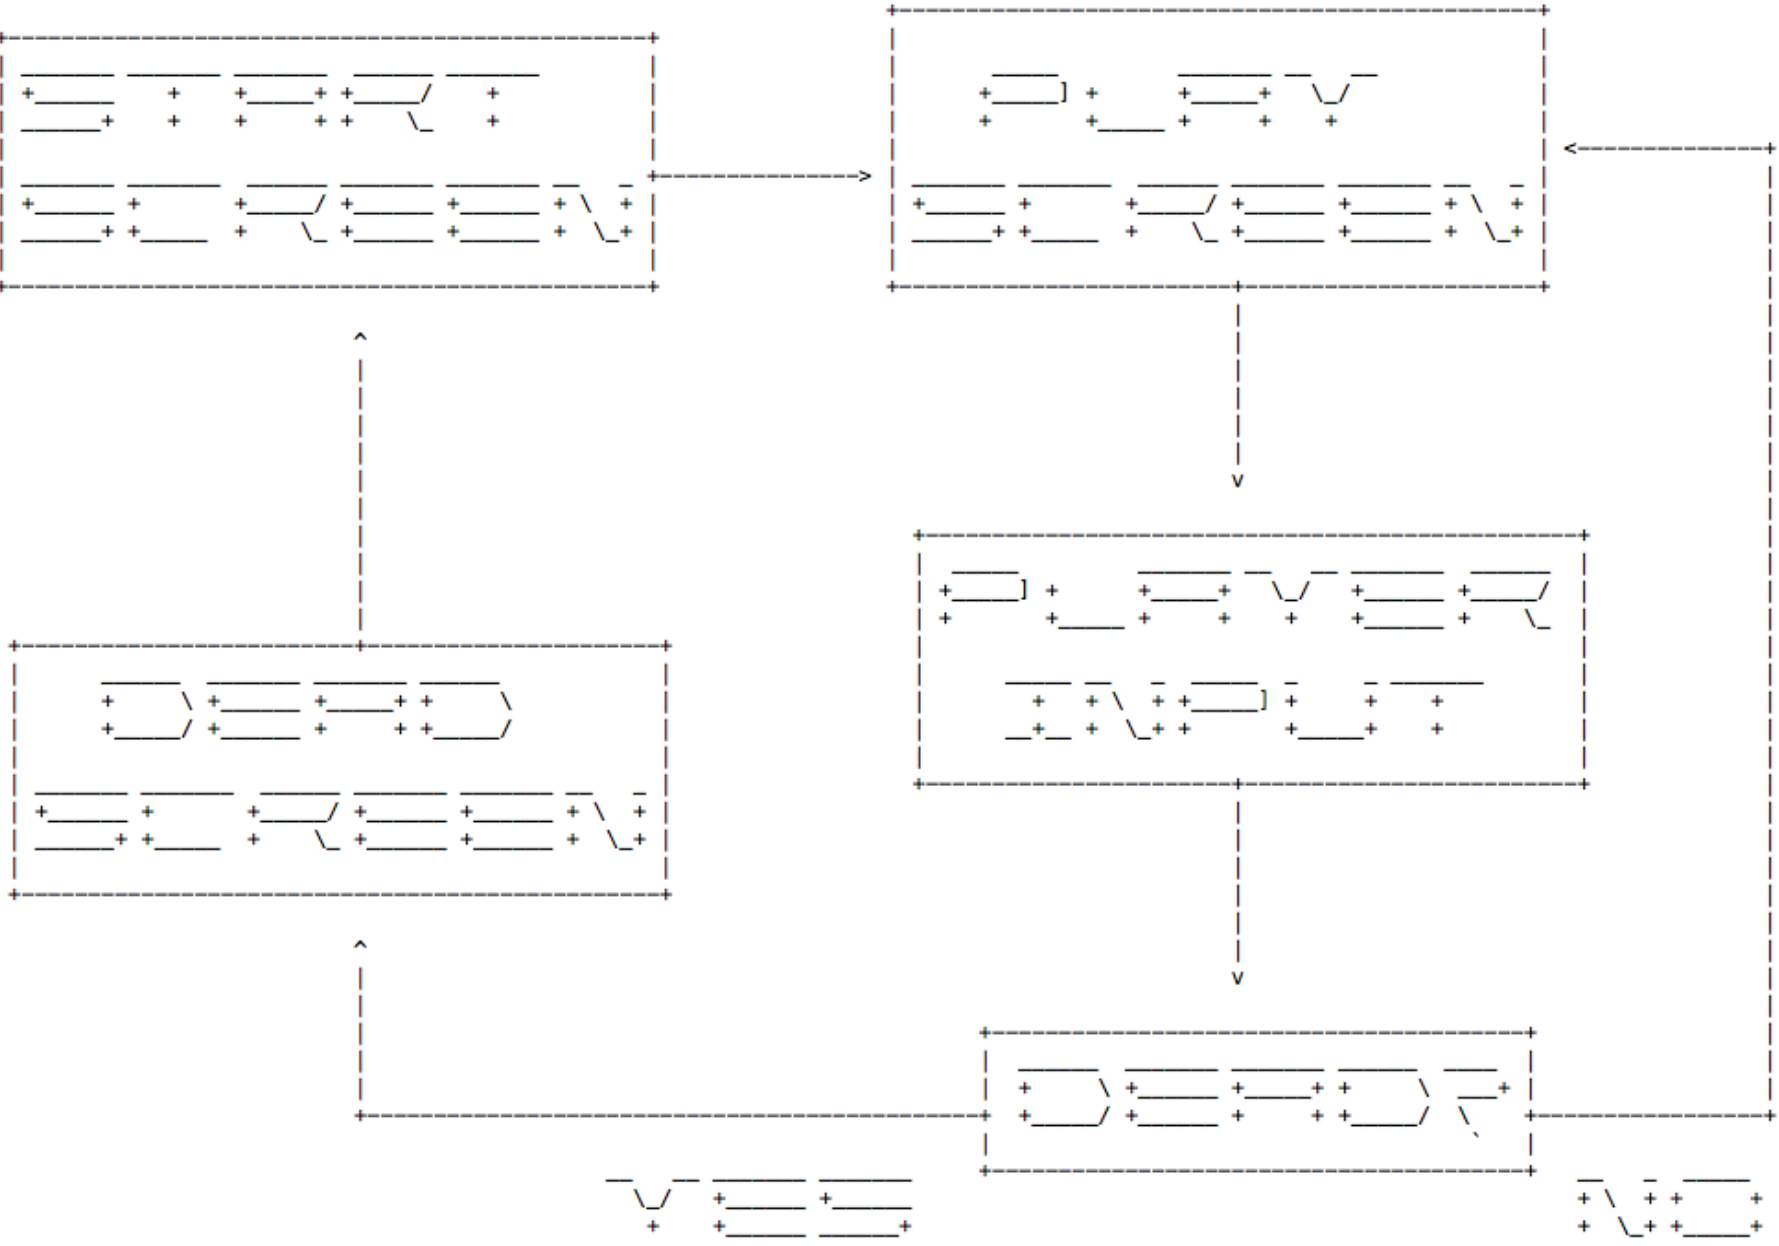 START
SCREEN
PLAY
SCREEN
PLAYER
INPUT
DEAD
SCREEN
DEAD?
YES
NO